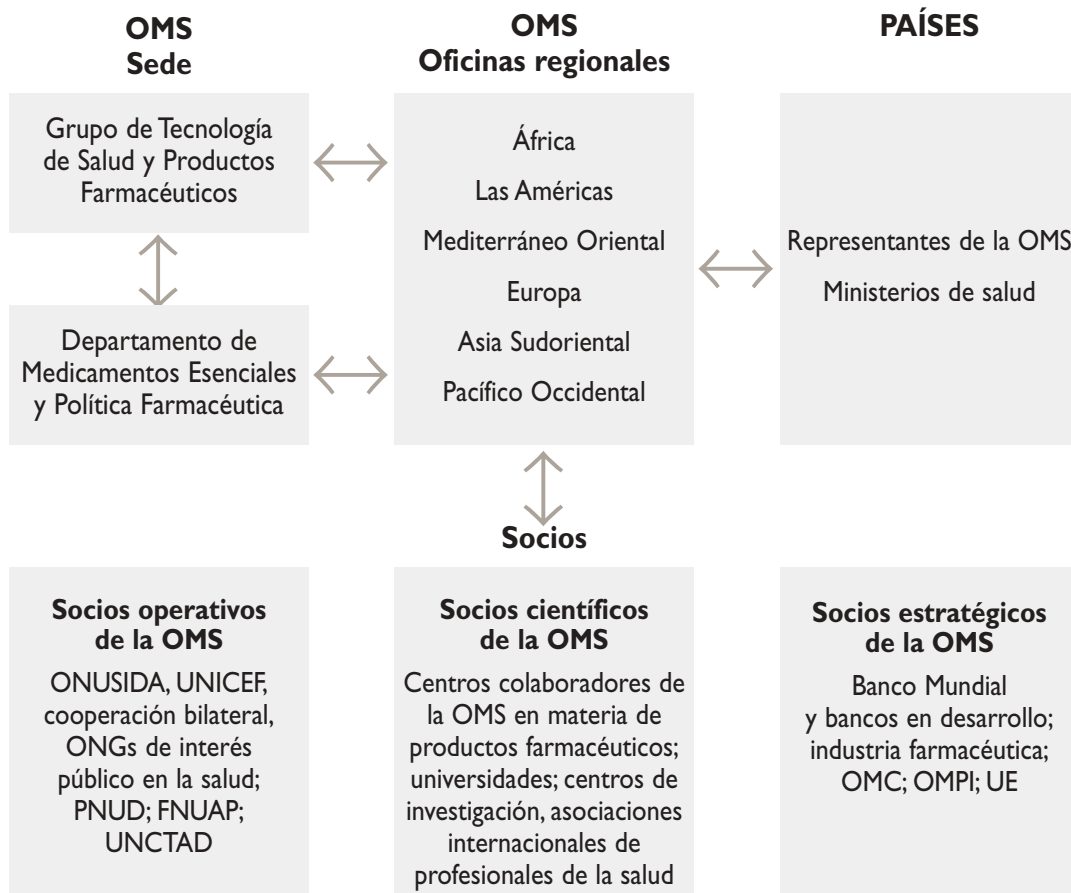 OMS
Sede
Grupo de Tecnología
de Salud y Productos
Farmacéuticos
Departamento de
Medicamentos Esenciales
y Política Farmacéutica
OMS
Oficinas regionales
África
Las Américas
Mediterráneo Oriental
Europa
Asia Sudoriental
Pacífico Occidental
PAÍSES
Representantes de la OMS
Ministerios de salud
Socios
Socios operativos
de la OMS
ONUSIDA, UNICEF,
cooperación bilateral,
ONGs de interés
público en la salud;
PNUD; FNUAP;
UNCTAD
Socios científicos
de la OMS
Centros colaboradores de
la OMS en materia de
productos farmacéuticos;
universidades; centros de
investigación, asociaciones
internacionales de
profesionales de la salud
Socios estratégicos
de la OMS
Banco Mundial
y bancos en desarrollo;
industria farmacéutica;
OMC; OMPI; UE